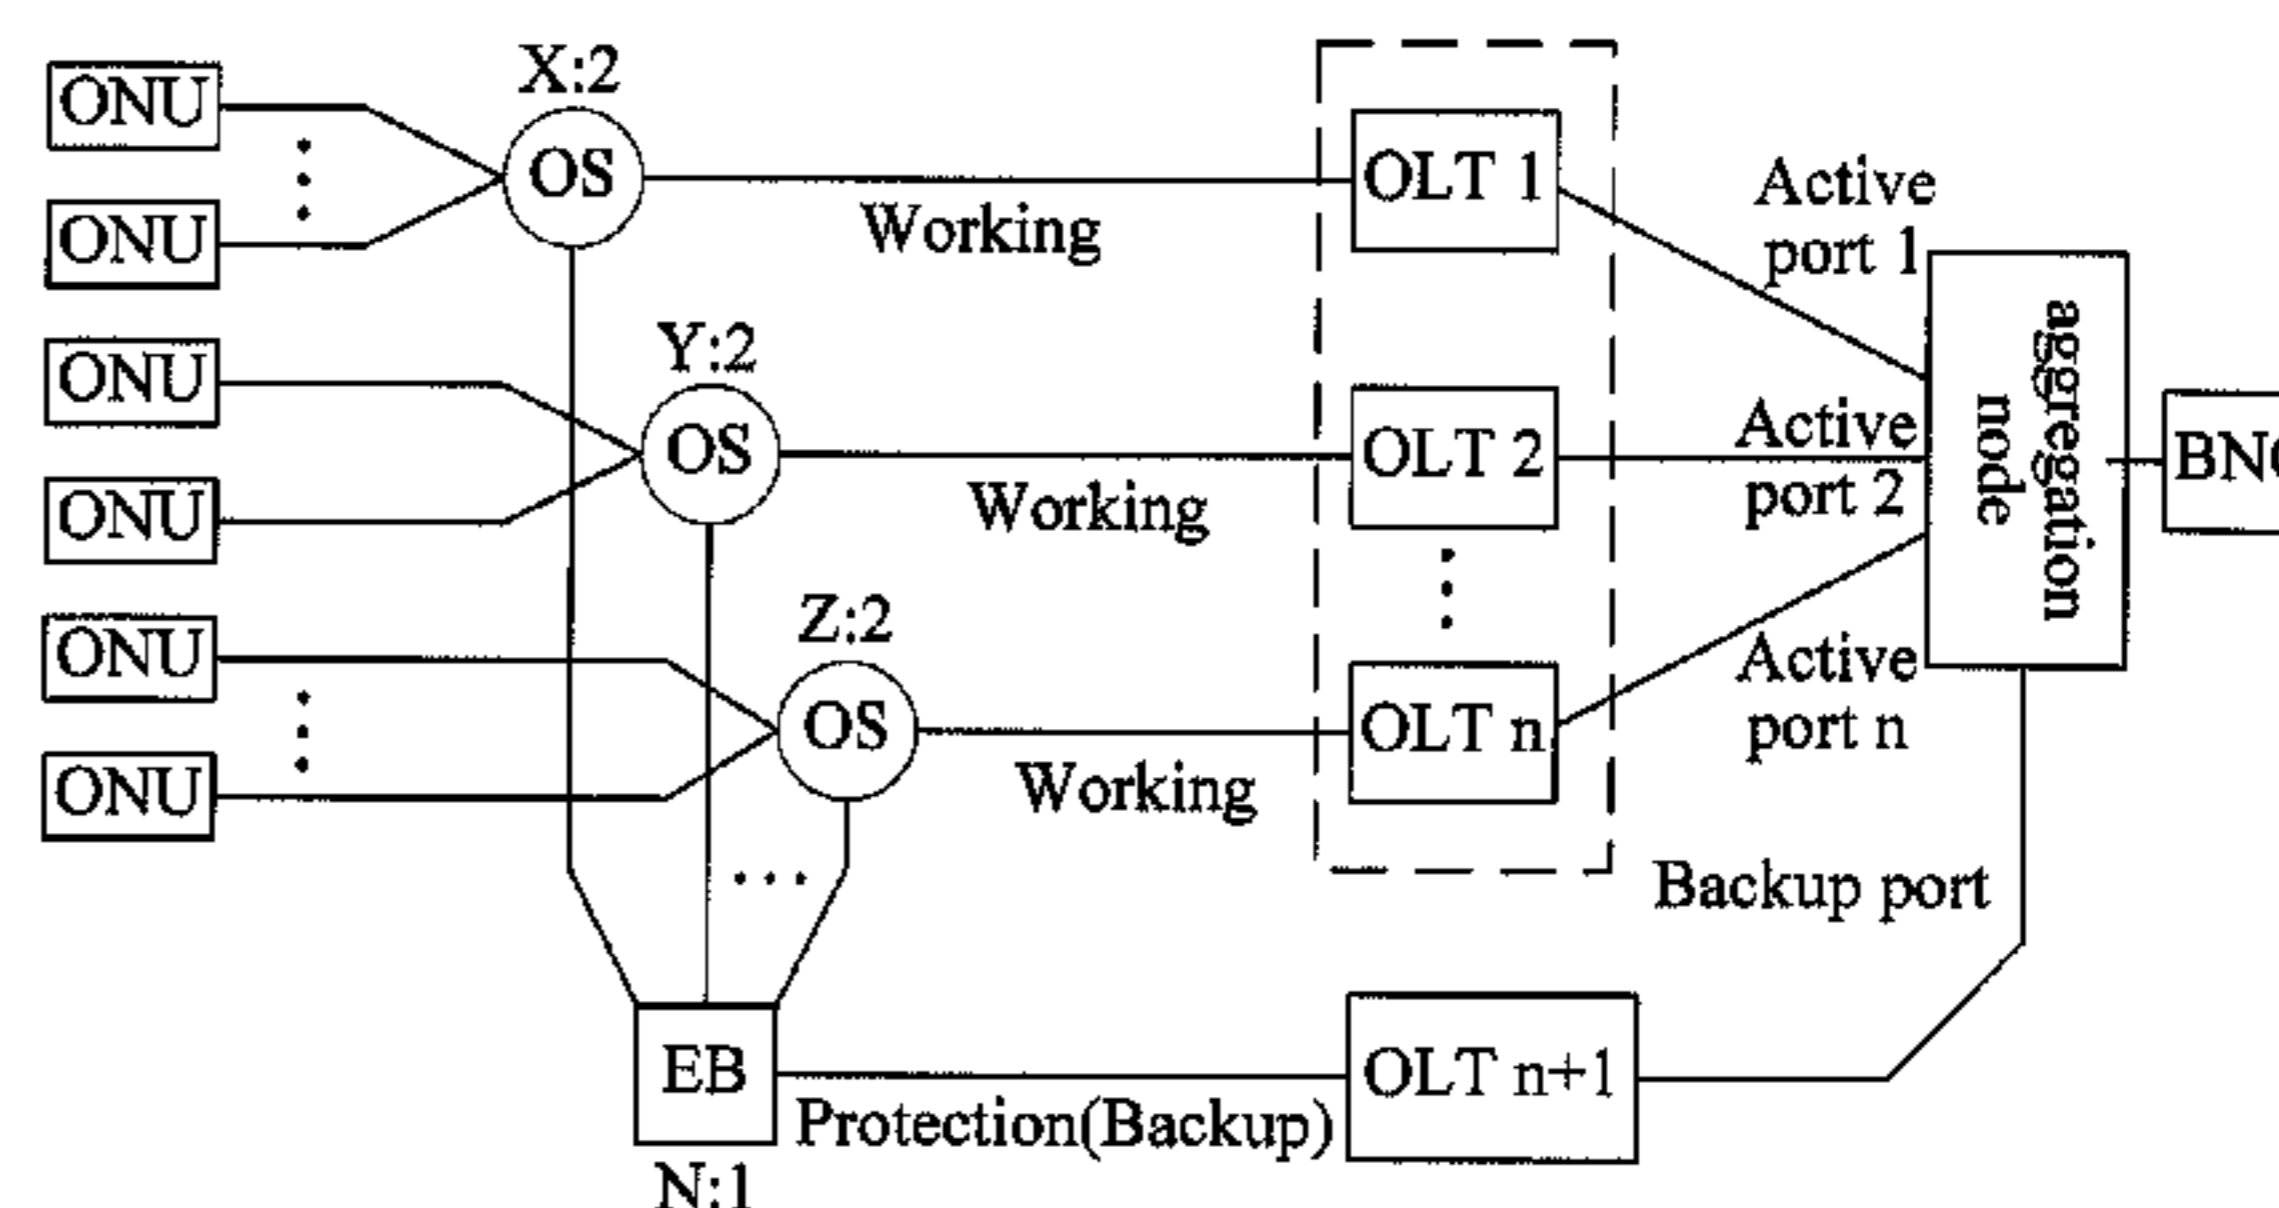 X:2
ONU
OS
OLT 1
Working
Active
port 1
ONU
Y:2
ONU
OS
OLT 2
Working
Active
port 2
aggregation
node
ONU
Z:2
ONU
OS
OLT n
Working
Active
port n
ONU
Backup port
EB
OLT n+1
Protection(Backup)
N:1